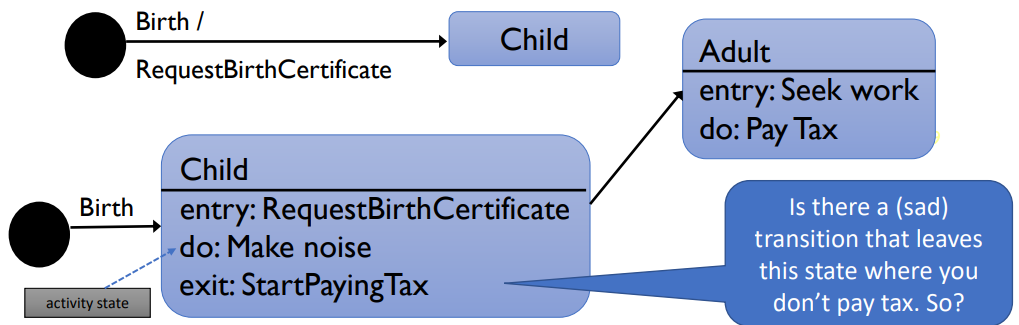 Birth /
RequestBirthCertificate
Child
Adult
entry: Seek work
do: Pay Tax
Birth
Child
entry: RequestBirthCertificate
do: Make noise
exit: StartPayingTax
activity state
Is there a (sad)
transition that leaves
this state where you
don’t pay tax. So?